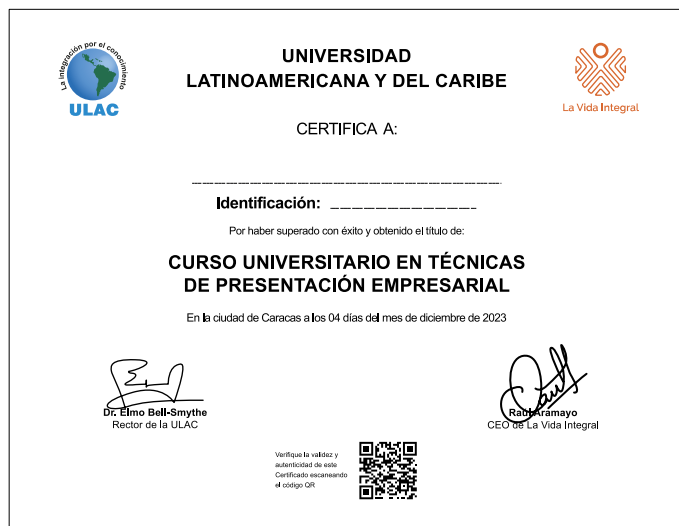 La integración por el conocimiento
ULAC
UNIVERSIDAD
LATINOAMERICANA Y DEL CARIBE
La Vida Integral
CERTIFICA A:
Identificación:
Por haber superado con éxito y obtenido el título de:
CURSO UNIVERSITARIO EN TÉCNICAS
DE PRESENTACIÓN EMPRESARIAL
En la ciudad de Caracas a los 04 días del mes de diciembre de 2023
Dr. Elmo Bell-Smythe
Rector de la ULAC
Raúl Aramayo
CEO de La Vida Integral
Verifique la validez y
autenticidad de este
Certificado escaneando
el código QR